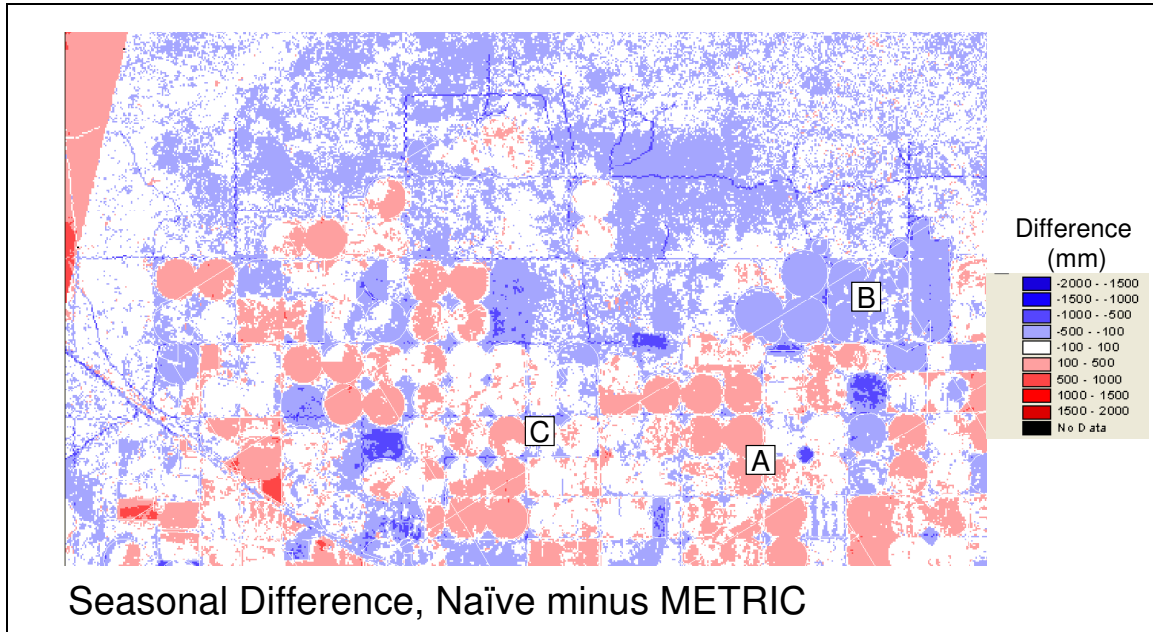 B
C
A
Difference
(mm)
-2000 - -1500
-1500 - -1000
-1000 - -500
-500 - -100
-100 - 100
100 - 500
500 - 1000
1000 - 1500
1500 - 2000
No Data
Seasonal Difference, Naïve minus METRIC